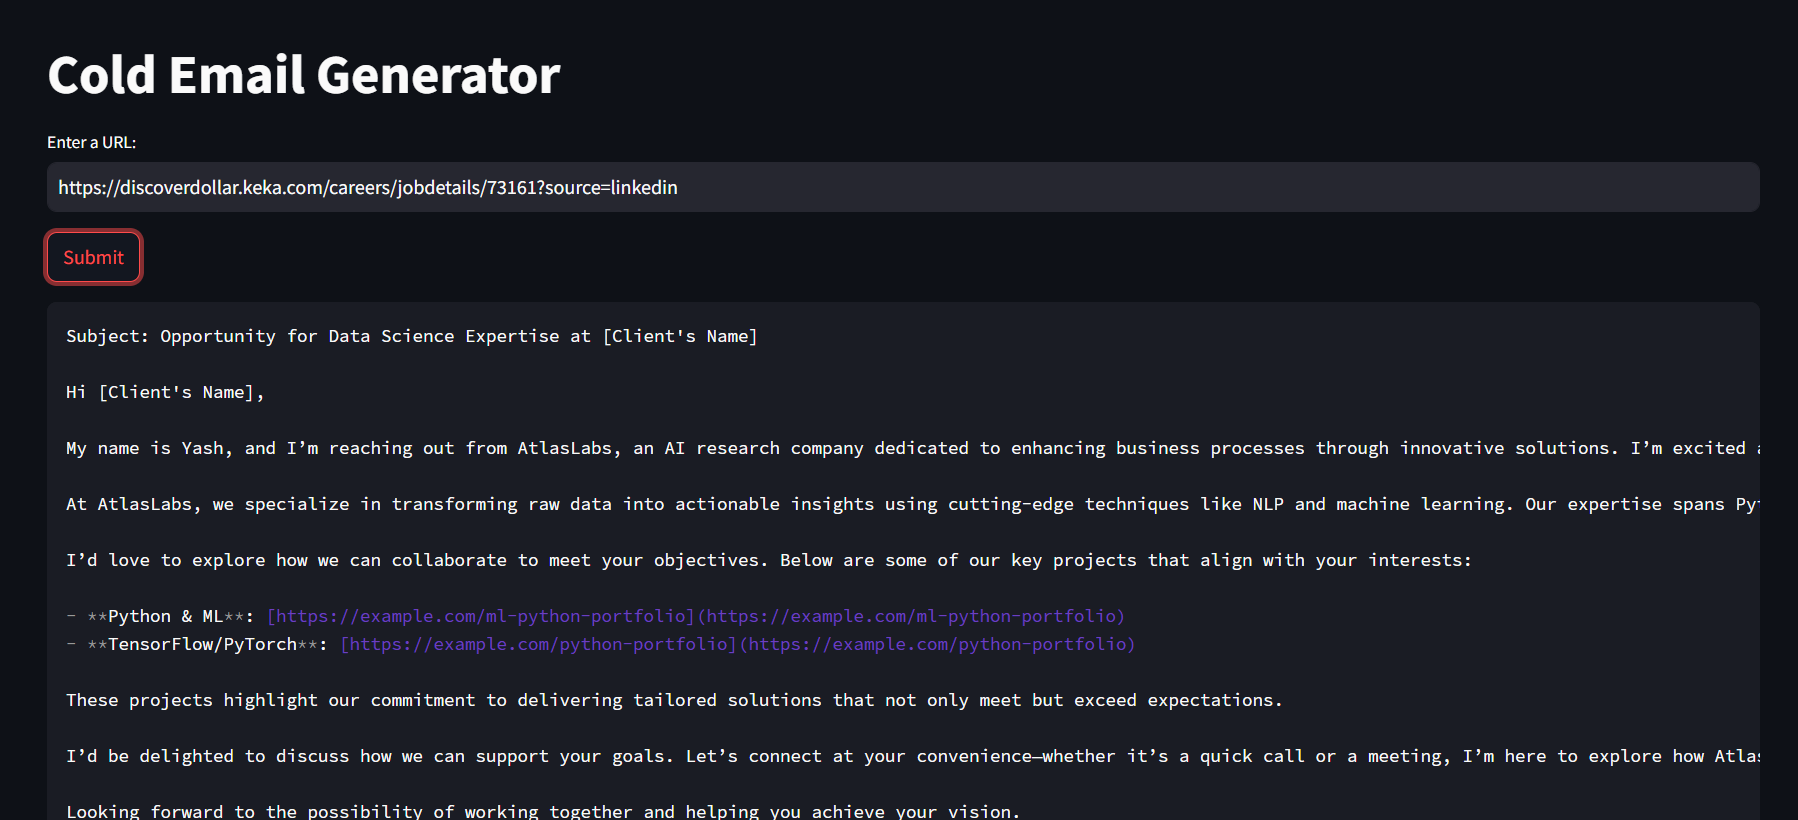 Cold Email Generator
Enter a URL:
https://discoverdollar.keka.com/careers/jobdetails/73161?source=linkedin
Submit
Subject: Opportunity for Data Science Expertise at [Client's Name]
Hi [Client's Name],
My name is Yash, and I’m reaching out from AtlasLabs, an AI research company dedicated to enhancing business processes through innovative solutions. I’m excited
At AtlasLabs, we specialize in transforming raw data into actionable insights using cutting-edge techniques like NLP and machine learning. Our expertise spans
I’d love to explore how we can collaborate to meet your objectives. Below are some of our key projects that align with your interests:
- **Python & ML**: [https://example.com/ml-python-portfolio](https://example.com/ml-python-portfolio)
- **TensorFlow/PyTorch**: [https://example.com/python-portfolio](https://example.com/python-portfolio)
These projects highlight our commitment to delivering tailored solutions that not only meet but exceed expectations.
I’d be delighted to discuss how we can support your goals. Let’s connect at your convenience—whether it’s a quick call or a meeting, I’m here to explore how
Looking forward to the possibility of working together and helping you achieve your vision.